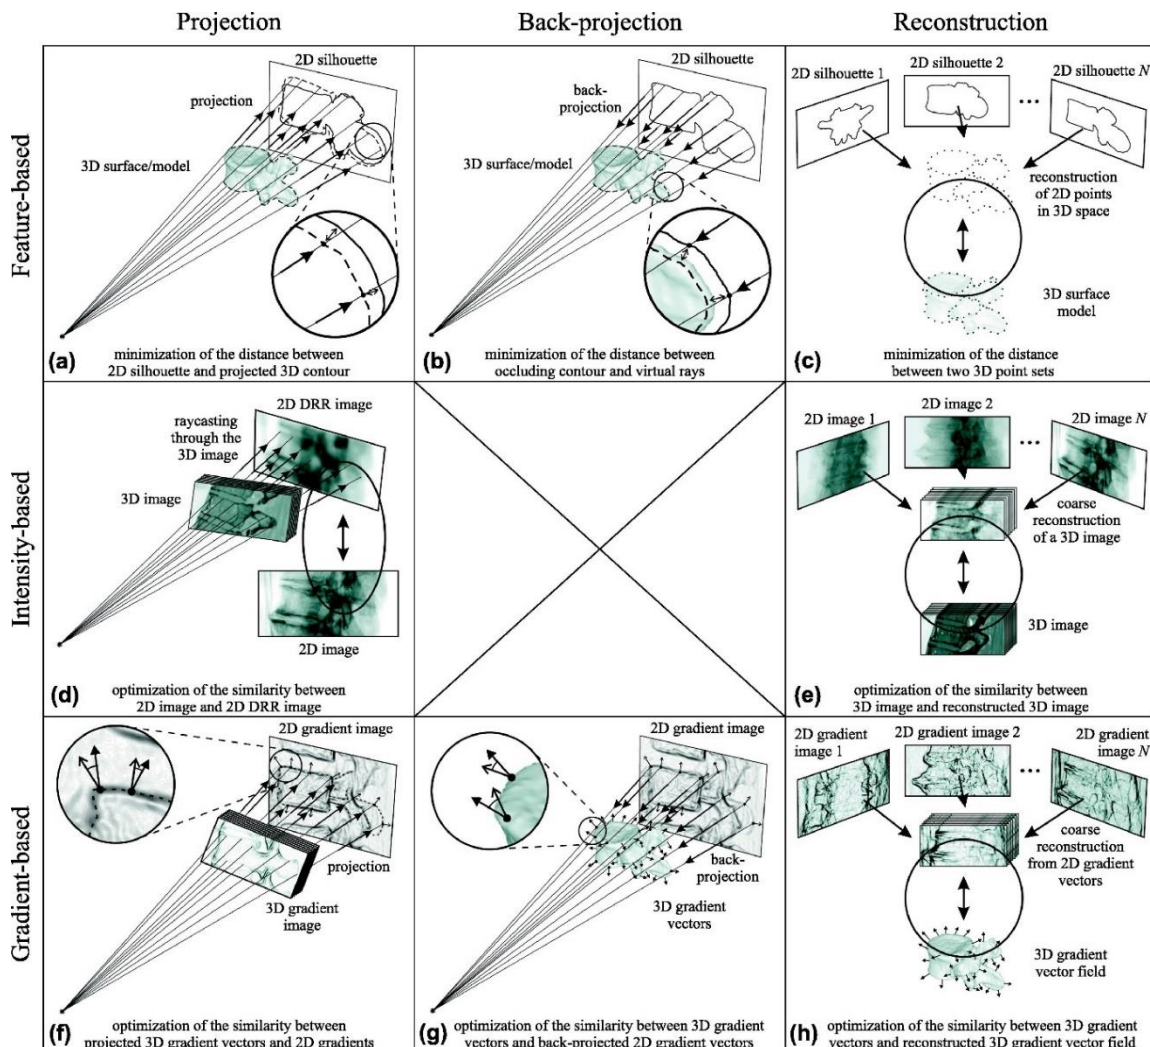 Projection
Back-projection
Reconstruction
Feature-based
2D silhouette
projection
3D surface/model
(a) minimization of the distance between
2D silhouette and projected 3D contour
2D silhouette
back-
projection
3D surface/model
(b) minimization of the distance between
occluding contour and virtual rays
2D silhouette 1
2D silhouette 2
...
2D silhouette N
reconstruction
of 2D points
in 3D space
3D surface
model
(c) minimization of the distance
between two 3D point sets
Intensity-based
2D DRR image
raycasting
through the
3D image
3D image
2D image
(d) optimization of the similarity between
2D image and 2D DRR image
2D image 1
2D image 2
...
2D image N
coarse
reconstruction
of a 3D image
3D image
(e) optimization of the similarity between
3D image and reconstructed 3D image
Gradient-based
2D gradient image
projection
3D gradient
image
(f) optimization of the similarity between
projected 3D gradient vectors and 2D gradients
2D gradient image
back-
projection
3D gradient
vectors
(g) optimization of the similarity between 3D gradient
vectors and back-projected 2D gradient vectors
2D gradient
image 1
2D gradient image 2
...
2D gradient
image N
coarse
reconstruction
from 2D gradient
vectors
3D gradient
vector field
(h) optimization of the similarity between 3D gradient
vectors and reconstructed 3D gradient vector field